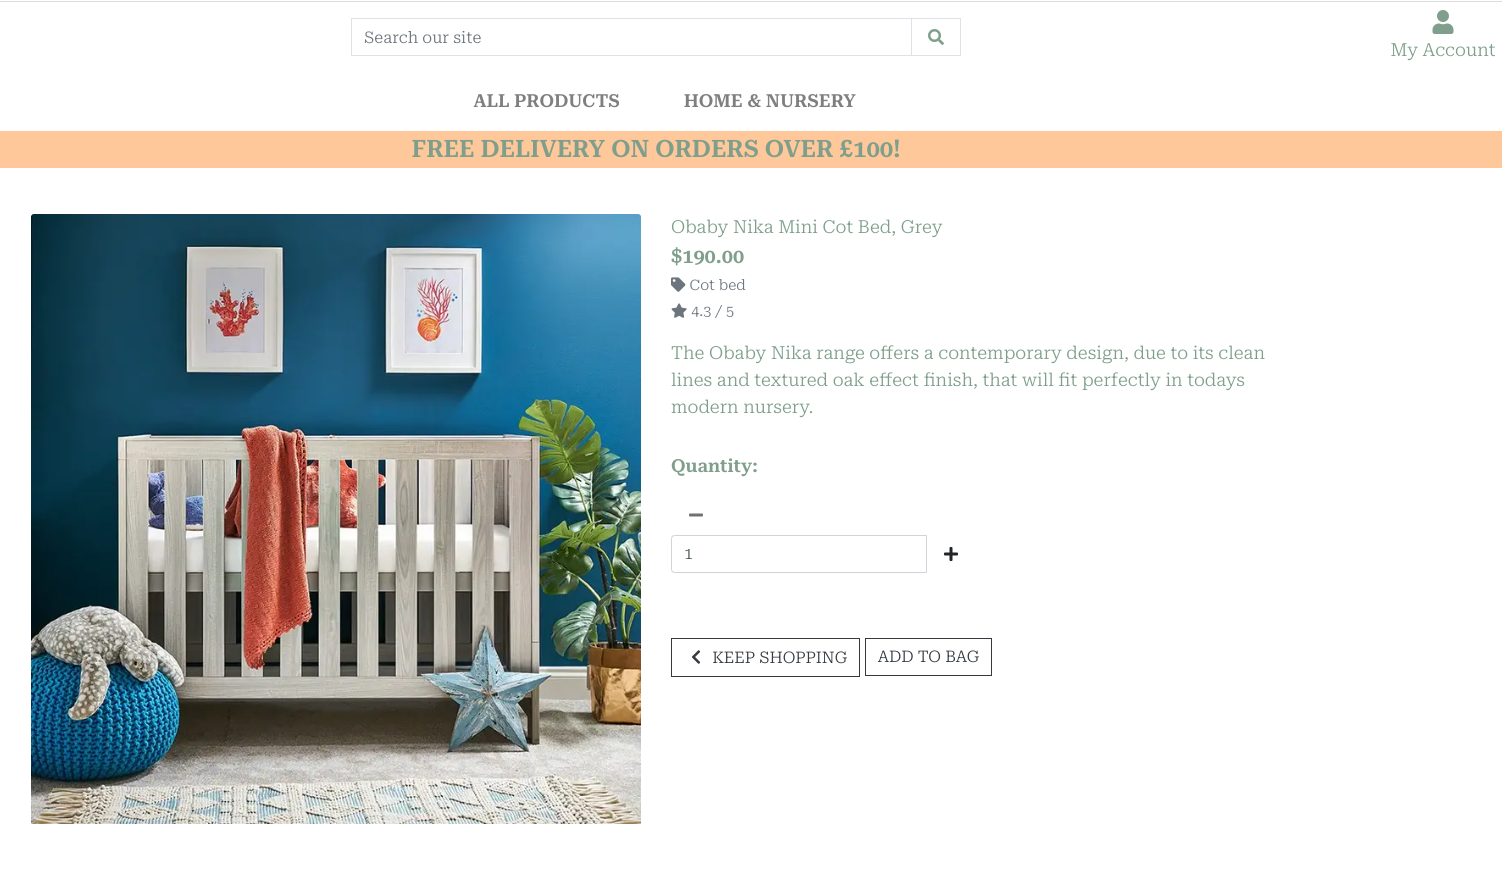 Search our site
My Account
ALL PRODUCTS
HOME & NURSERY
FREE DELIVERY ON ORDERS OVER £100!
Obaby Nika Mini Cot Bed, Grey
$190.00
Cot bed
4.3 / 5
The Obaby Nika range offers a contemporary design, due to its clean
lines and textured oak effect finish, that will fit perfectly in todays
modern nursery.
Quantity:
1
KEEP SHOPPING
ADD TO BAG